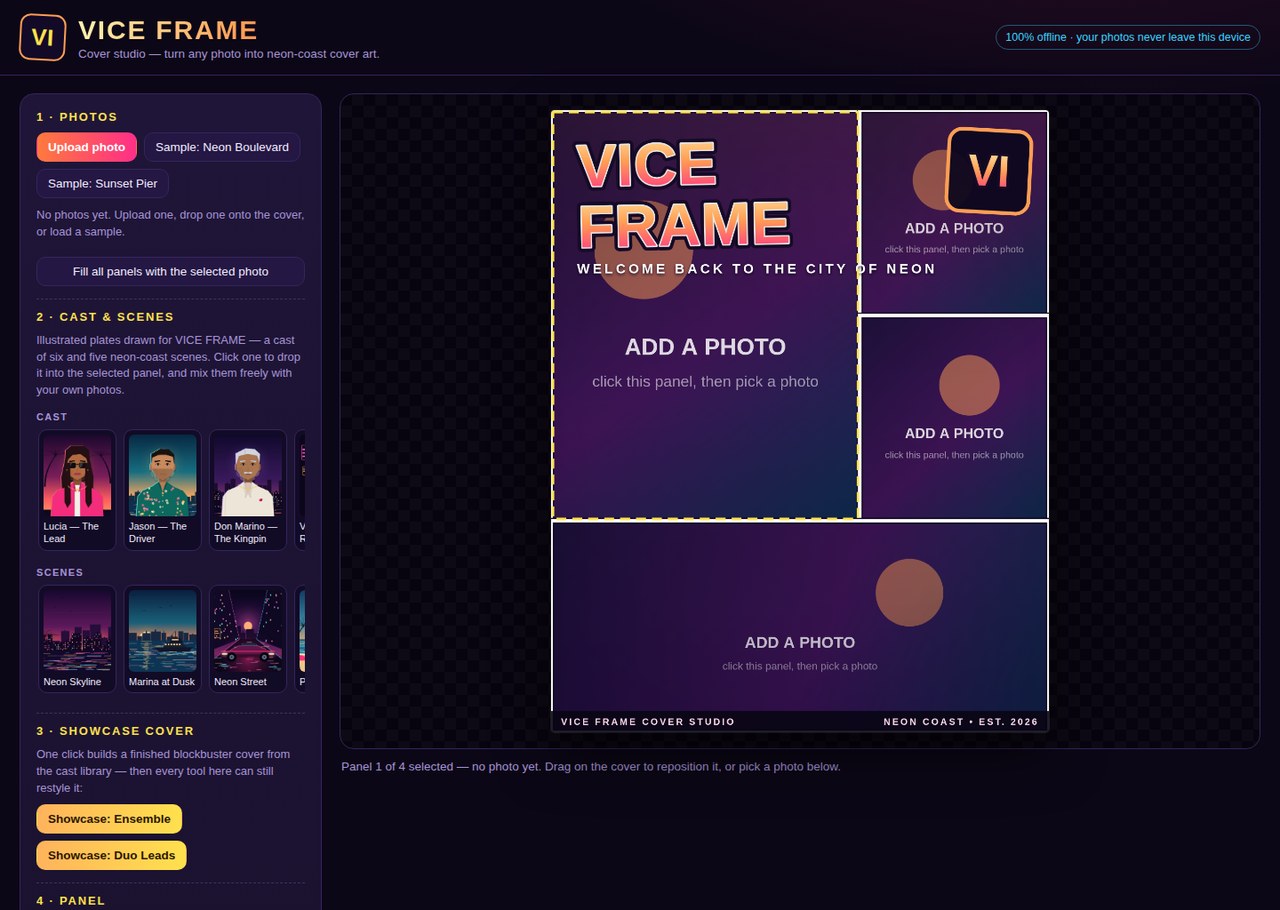 VI
VICE FRAME
Cover studio — turn any photo into neon-coast cover art.
100% offline · your photos never leave this device
1 · PHOTOS
Upload photo
Sample: Neon Boulevard
Sample: Sunset Pier
No photos yet. Upload one, drop one onto the cover,
or load a sample.
Fill all panels with the selected photo
2 · CAST & SCENES
Illustrated plates drawn for VICE FRAME — a cast
of six and five neon-coast scenes. Click one to drop
it into the selected panel, and mix them freely with
your own photos.
CAST
Lucia — The
Lead
Jason — The
Driver
Don Marino —
The Kingpin
SCENES
Neon Skyline
Marina at Dusk
Neon Street
3 · SHOWCASE COVER
One click builds a finished blockbuster cover from
the cast library — then every tool here can still
restyle it:
Showcase: Ensemble
Showcase: Duo Leads
4 · PANEL
VICE
FRAME
WELCOME BACK TO THE CITY OF NEON
ADD A PHOTO
click this panel, then pick a photo
VI
ADD A PHOTO
click this panel, then pick a photo
ADD A PHOTO
click this panel, then pick a photo
ADD A PHOTO
click this panel, then pick a photo
VICE FRAME COVER STUDIO
NEON COAST • EST. 2026
Panel 1 of 4 selected — no photo yet. Drag on the cover to reposition it, or pick a photo below.